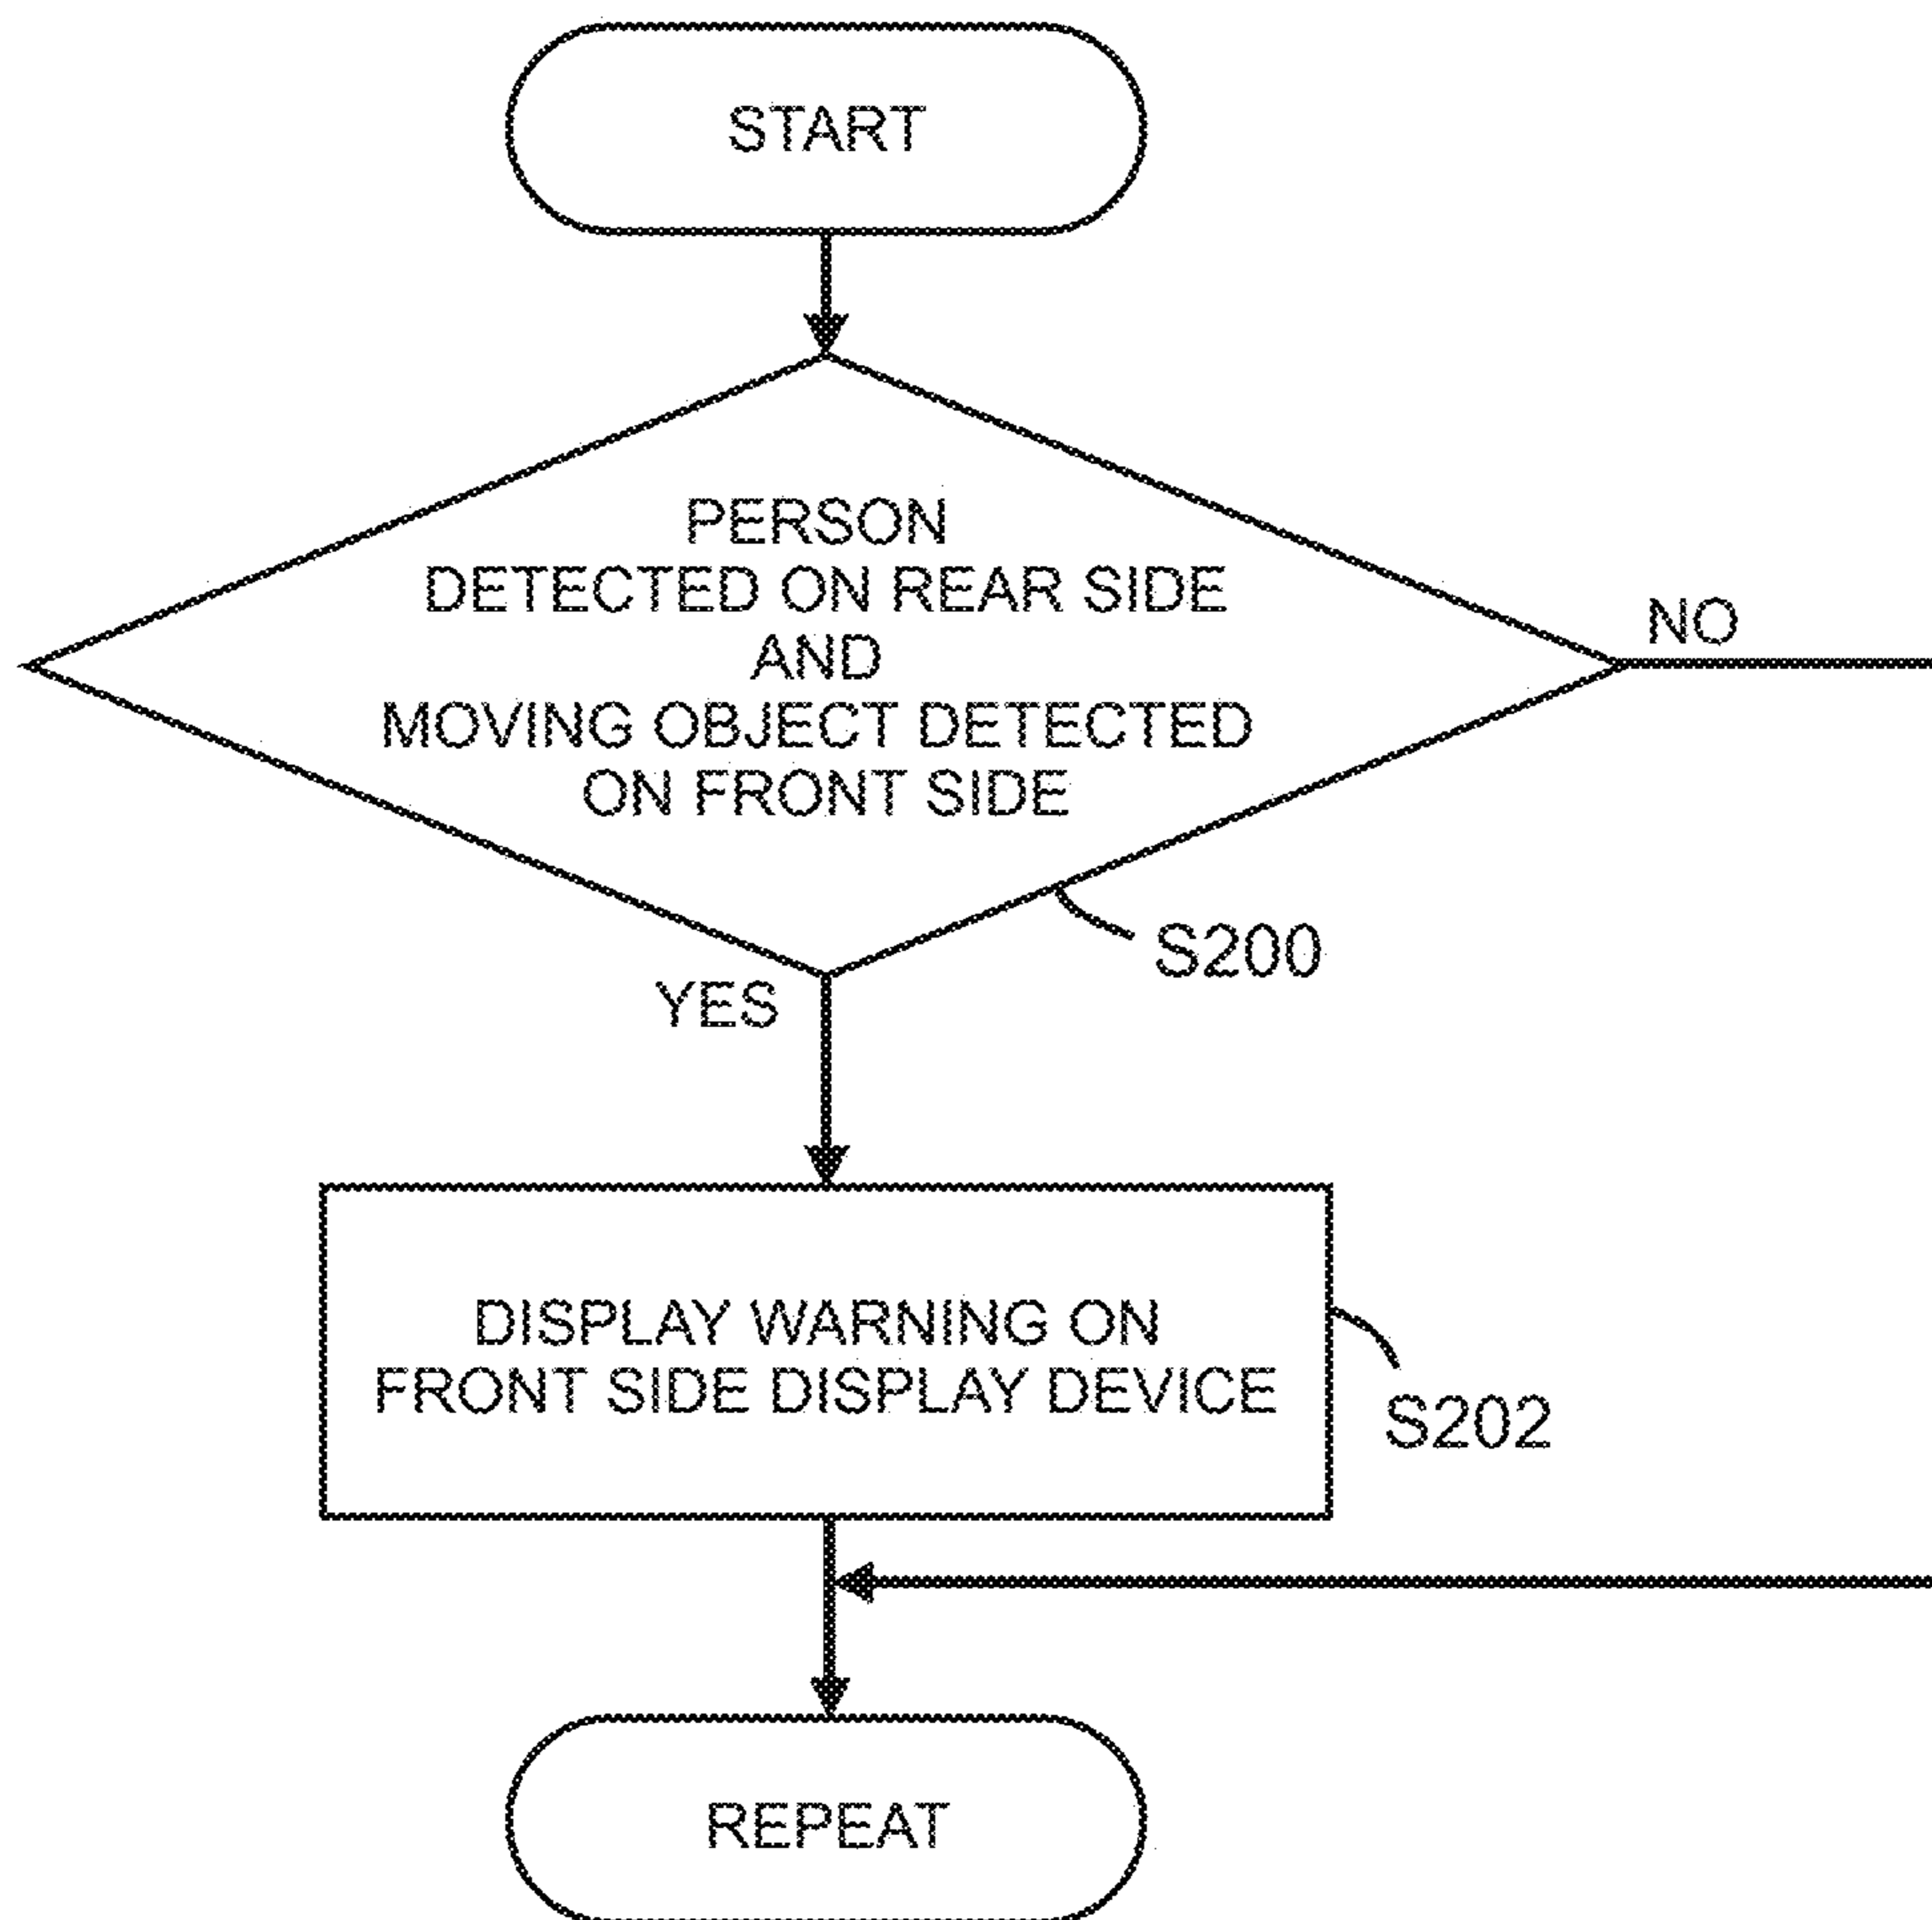 START
PERSON
DETECTED ON REAR SIDE
AND
MOVING OBJECT DETECTED
ON FRONT SIDE
NO
S200
YES
DISPLAY WARNING ON
FRONT SIDE DISPLAY DEVICE
S202
REPEAT